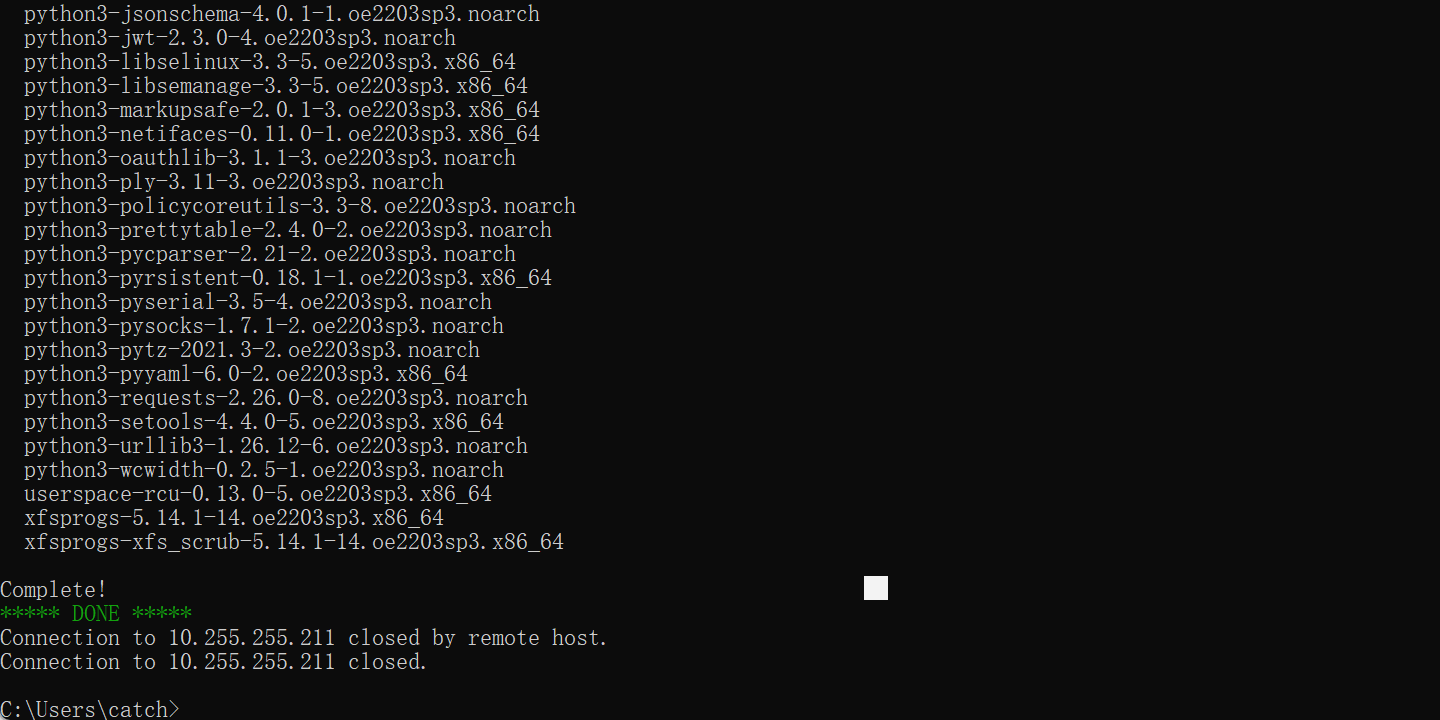 python3-jsonschema-4.0.1-1.oe2203sp3.noarch
python3-jwt-2.3.0-4.oe2203sp3.noarch
python3-libselinux-3.3-5.oe2203sp3.x86_64
python3-libsemanage-3.3-5.oe2203sp3.x86_64
python3-markupsafe-2.0.1-3.oe2203sp3.x86_64
python3-netifaces-0.11.0-1.oe2203sp3.x86_64
python3-oauthlib-3.1.1-3.oe2203sp3.noarch
python3-ply-3.11-3.oe2203sp3.noarch
python3-policycoreutils-3.3-8.oe2203sp3.noarch
python3-prettytable-2.4.0-2.oe2203sp3.noarch
python3-pycparser-2.21-2.oe2203sp3.noarch
python3-pyrsistent-0.18.1-1.oe2203sp3.x86_64
python3-pyserial-3.5-4.oe2203sp3.noarch
python3-pysocks-1.7.1-2.oe2203sp3.noarch
python3-pytz-2021.3-2.oe2203sp3.noarch
python3-pyyaml-6.0-2.oe2203sp3.x86_64
python3-requests-2.26.0-8.oe2203sp3.noarch
python3-setools-4.4.0-5.oe2203sp3.x86_64
python3-urllib3-1.26.12-6.oe2203sp3.noarch
python3-wcwidth-0.2.5-1.oe2203sp3.noarch
userspace-rcu-0.13.0-5.oe2203sp3.x86_64
xfsprogs-5.14.1-14.oe2203sp3.x86_64
xfsprogs-xfs_scrub-5.14.1-14.oe2203sp3.x86_64
Complete!
***** DONE *****
Connection to 10.255.255.211 closed by remote host.
Connection to 10.255.255.211 closed.
C:\Users\catch>